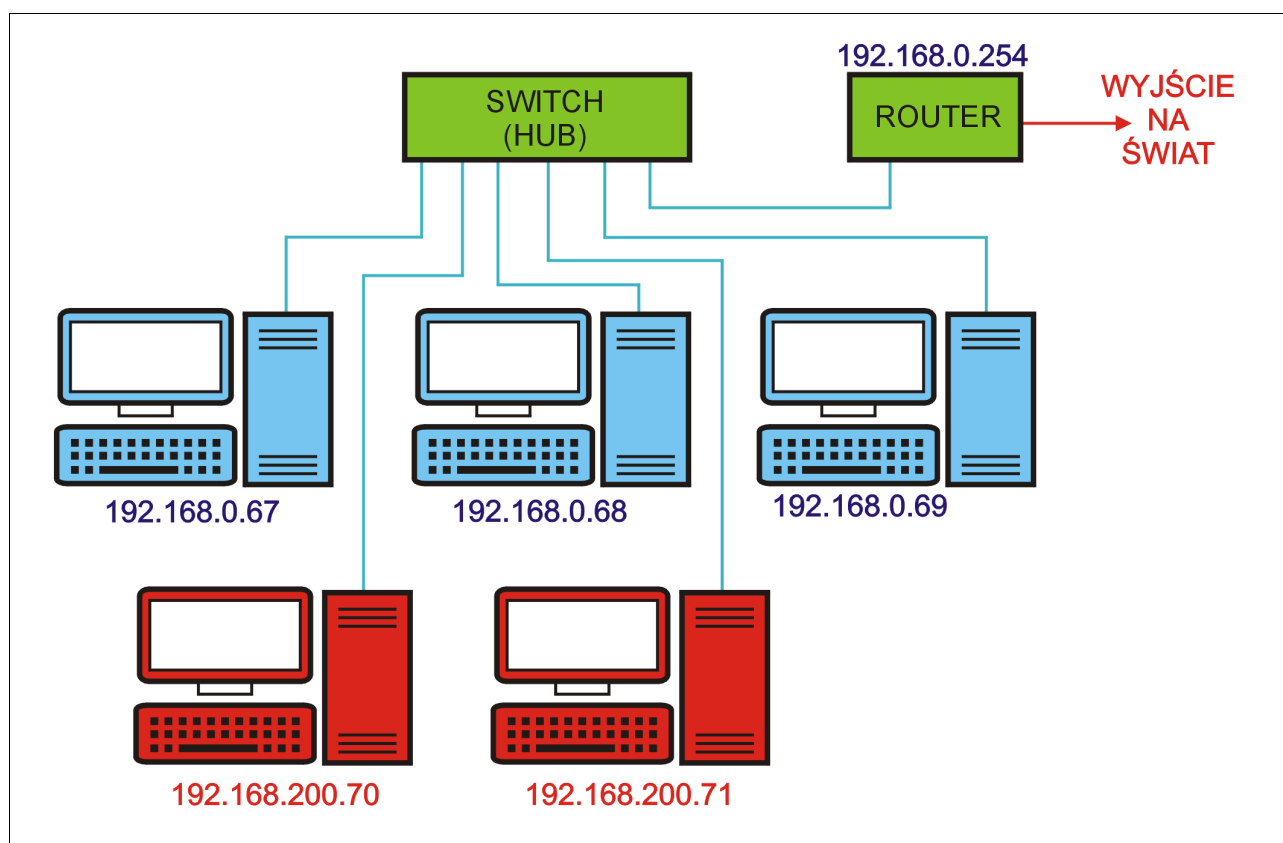 192.168.0.254
SWITCH
(HUB)
ROUTER
WYJŚCIE
NA
ŚWIAT
192.168.0.67
192.168.0.68
192.168.0.69
192.168.200.70
192.168.200.71